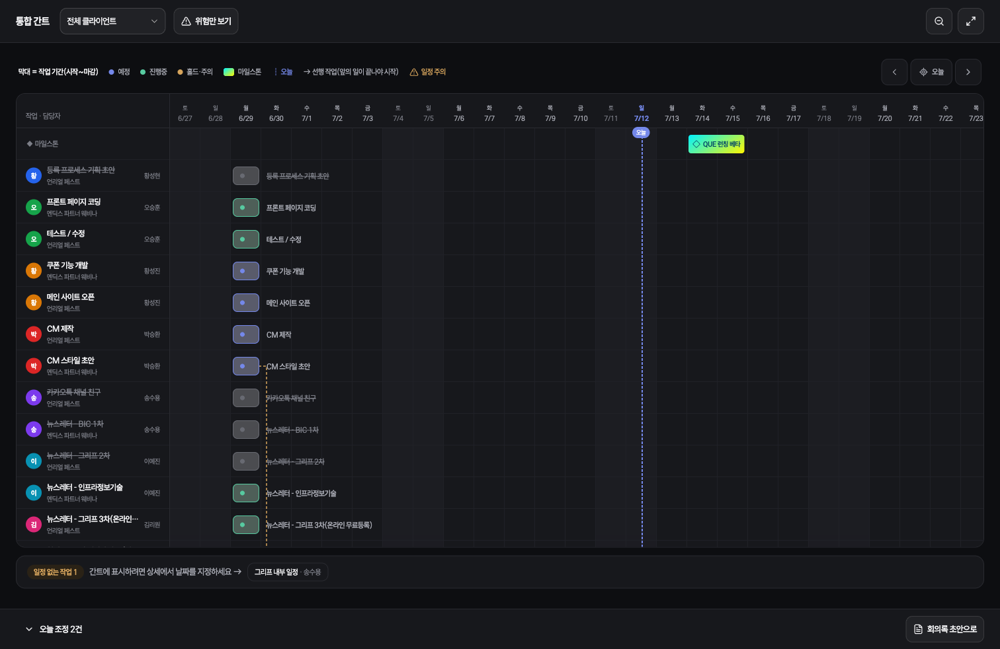 통합 간트
전체 클라이언트
위험만 보기
막대 = 작업 기간(시작~마감)
예정
진행중
홀드·주의
마일스톤
오늘
→ 선행 작업(앞의 일이 끝나야 시작)
일정 주의
오늘
작업 · 담당자
토 일 월 화 수 목 금 토 일 월 화 수 목 금 토 일 월 화 수 목 금 토 일 월 화 수 목
6/27 6/28 6/29 6/30 7/1 7/2 7/3 7/4 7/5 7/6 7/7 7/8 7/9 7/10 7/11 7/12 7/13 7/14 7/15 7/16 7/17 7/18 7/19 7/20 7/21 7/22 7/23
오늘
◆ 마일스톤
QUE 런칭 베타
황 등록 프로세스 기획 초안 황성현 등록 프로세스 기획 초안
언리얼 페스트
오 프론트 페이지 코딩 오승훈 프론트 페이지 코딩
멘딕스 파트너 웨비나
오 테스트 / 수정 오승훈 테스트 / 수정
언리얼 페스트
황 쿠폰 기능 개발 황성진 쿠폰 기능 개발
멘딕스 파트너 웨비나
황 메인 사이트 오픈 황성진 메인 사이트 오픈
언리얼 페스트
박 CM 제작 박승환 CM 제작
언리얼 페스트
박 CM 스타일 초안 박승환 CM 스타일 초안
멘딕스 파트너 웨비나
송 카카오톡 채널 친구 송수용 카카오톡 채널 친구
언리얼 페스트
송 뉴스레터 - BIC 1차 송수용 뉴스레터 - BIC 1차
멘딕스 파트너 웨비나
이 뉴스레터 - 그리프 2차 이예진 뉴스레터 - 그리프 2차
언리얼 페스트
이 뉴스레터 - 인프라정보기술 이예진 뉴스레터 - 인프라정보기술
멘딕스 파트너 웨비나
김 뉴스레터 - 그리프 3차(온라인… 김리원 뉴스레터 - 그리프 3차(온라인 무료등록)
언리얼 페스트
일정 없는 작업 1
간트에 표시하려면 상세에서 날짜를 지정하세요 →
그리프 내부 일정 · 송수용
오늘 조정 2건
회의록 초안으로